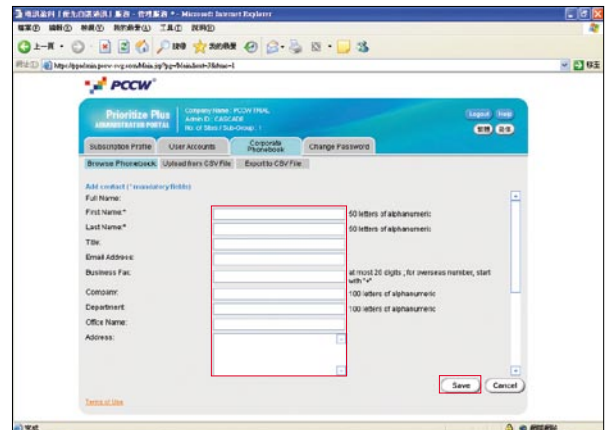 Microsoft Internet Explorer
PCCW
Prioritize Plus
ADMINISTRATOR PORTAL
Company Name: PCCW TRIAL
Admin ID: CASCADE
No. of Sites / Sub-Group: 1
Logout Help
Subscription Profile User Accounts Corporate Phonebook Change Password
Browse Phonebook Upload from CSV File Export to CSV File
Add contact (* mandatory fields)
Full Name:
First Name:* 50 letters of alphanumeric
Last Name:* 50 letters of alphanumeric
Title:
Email Address:
Business Fax: at most 20 digits , for overseas number, start with "+"
Company: 100 letters of alphanumeric
Department: 100 letters of alphanumeric
Office Name:
Address:
Save Cancel
Terms of Use